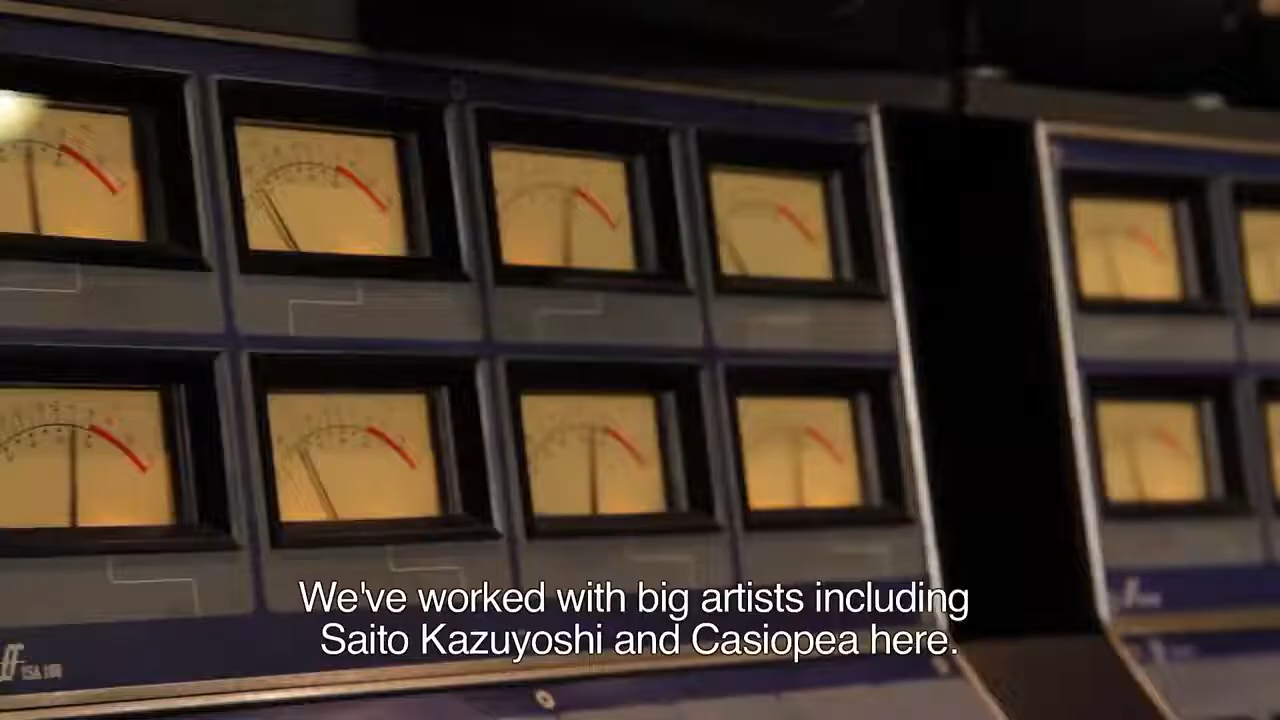 We've worked with big artists including
Saito Kazuyoshi and Casiopea here.